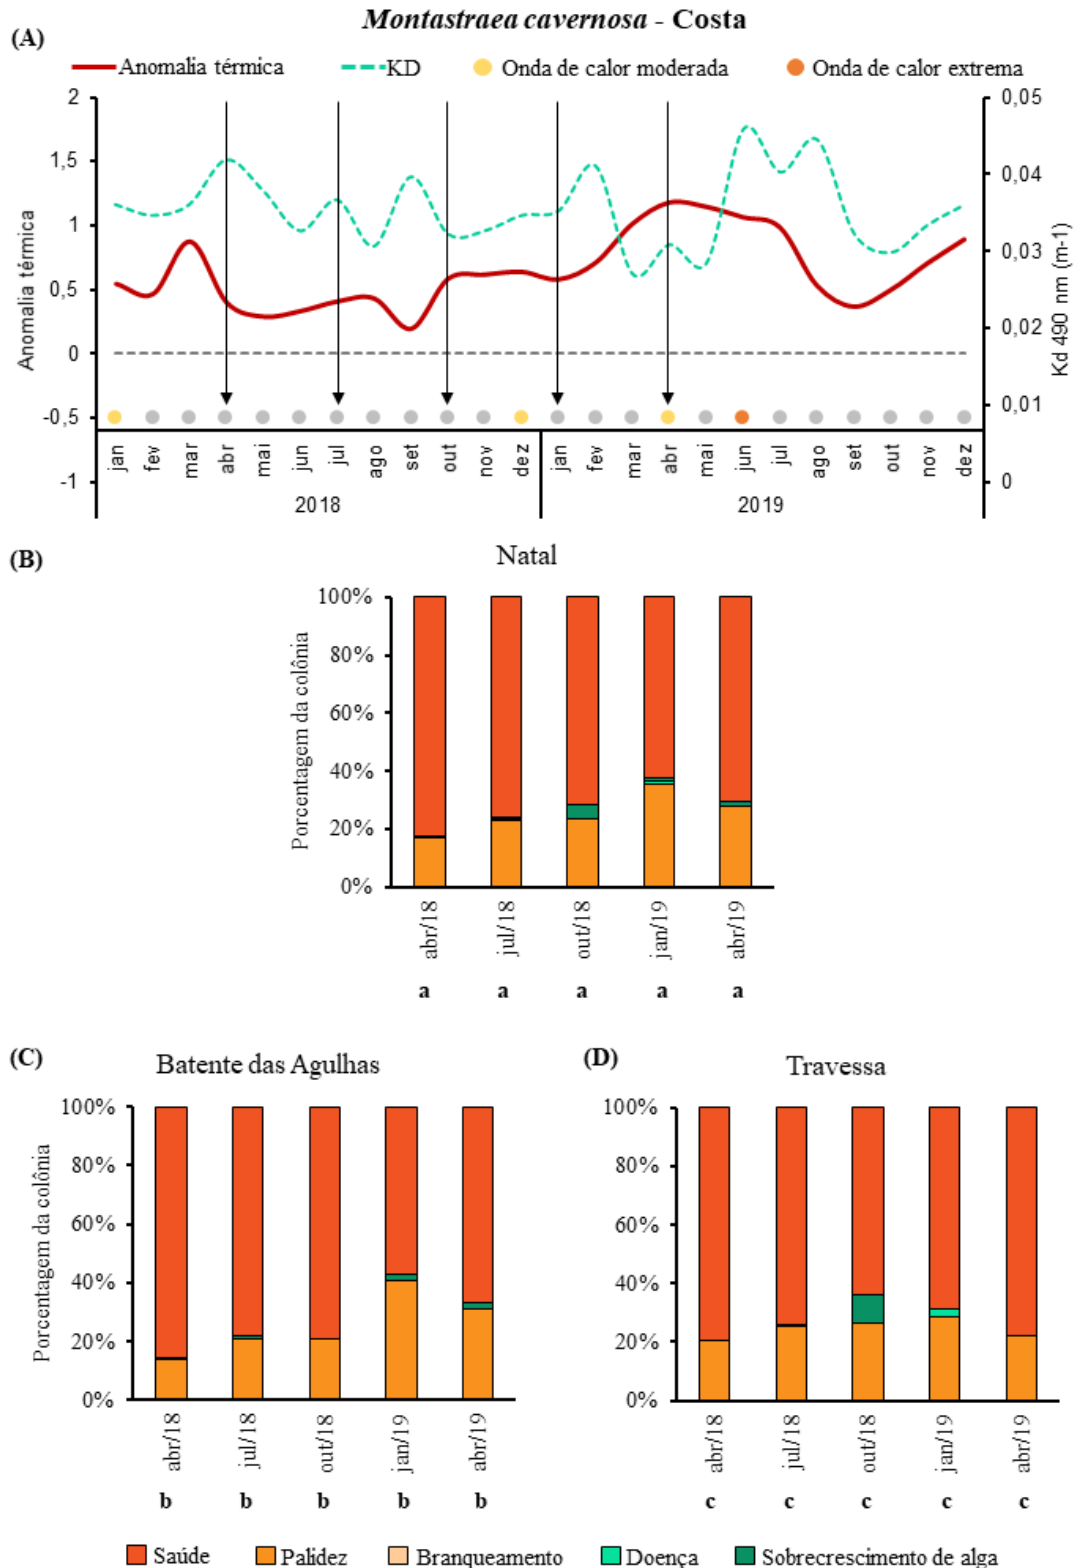 Montastraea cavernosa - Costa
(A)
Anomalia térmica KD Onda de calor moderada Onda de calor extrema
2 0,05
1,5 0,04
1 0,03
0,5 0,02
0
-0,5 0,01
-1 0
Anomalia térmica
Kd 490 nm (m-1)
jan fev mar abr mai jun jul ago set out nov dez jan fev mar abr mai jun jul ago set out nov dez
2018 2019
(B)
Natal
100%
80%
60%
40%
20%
0%
Porcentagem da colônia
abr/18 jul/18 out/18 jan/19 abr/19
a a a a a
(C)
Batente das Agulhas
100%
80%
60%
40%
20%
0%
Porcentagem da colônia
abr/18 jul/18 out/18 jan/19 abr/19
b b b b b
(D)
Travessa
100%
80%
60%
40%
20%
0%
abr/18 jul/18 out/18 jan/19 abr/19
c c c c c
Saúde Palidez Branqueamento Doença Sobrecrescimento de alga